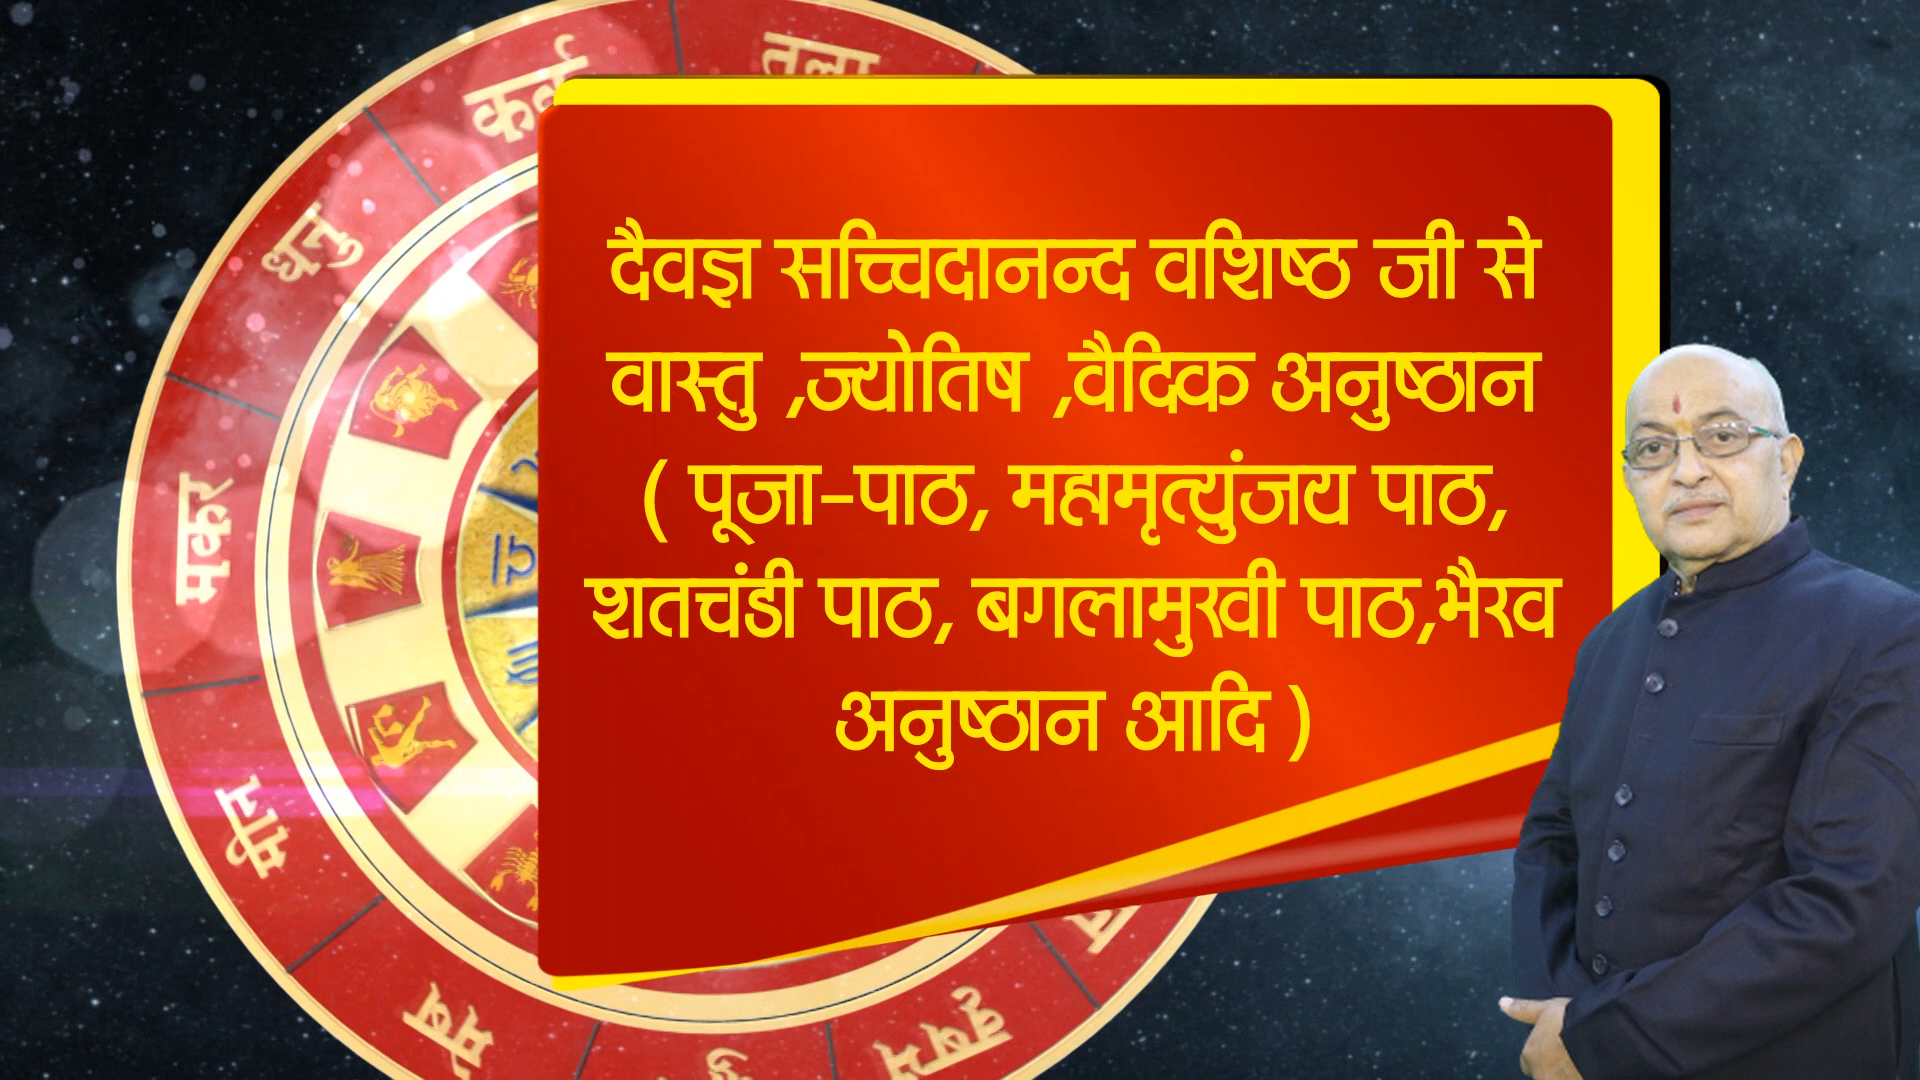 तुला
कर्क
धनु
मकर
मीन
दैवज्ञ सच्चिदानन्द वशिष्ठ जी से
वास्तु ,ज्योतिष ,वैदिक अनुष्ठान
( पूजा-पाठ, महामृत्युंजय पाठ,
शतचंडी पाठ, बगलामुखी पाठ,भैरव
अनुष्ठान आदि )